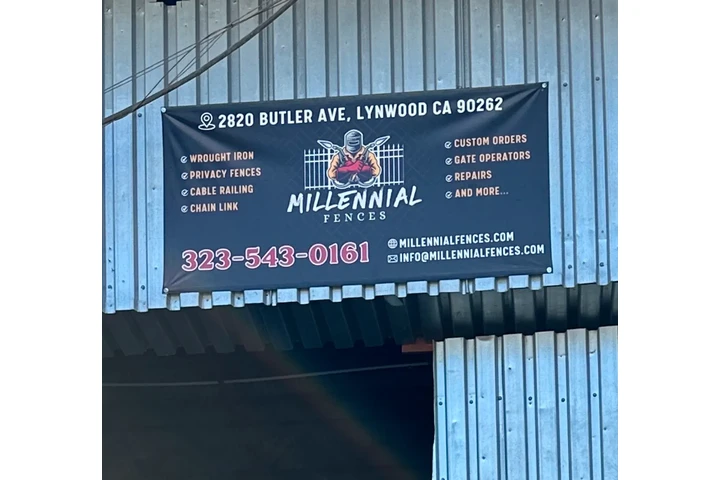 2820 BUTLER AVE, LYNWOOD CA 90262
WROUGHT IRON
PRIVACY FENCES
CABLE RAILING
CHAIN LINK
MILLENNIAL
FENCES
CUSTOM ORDERS
GATE OPERATORS
REPAIRS
AND MORE...
323-543-0161
MILLENNIALFENCES.COM
INFO@MILLENNIALFENCES.COM